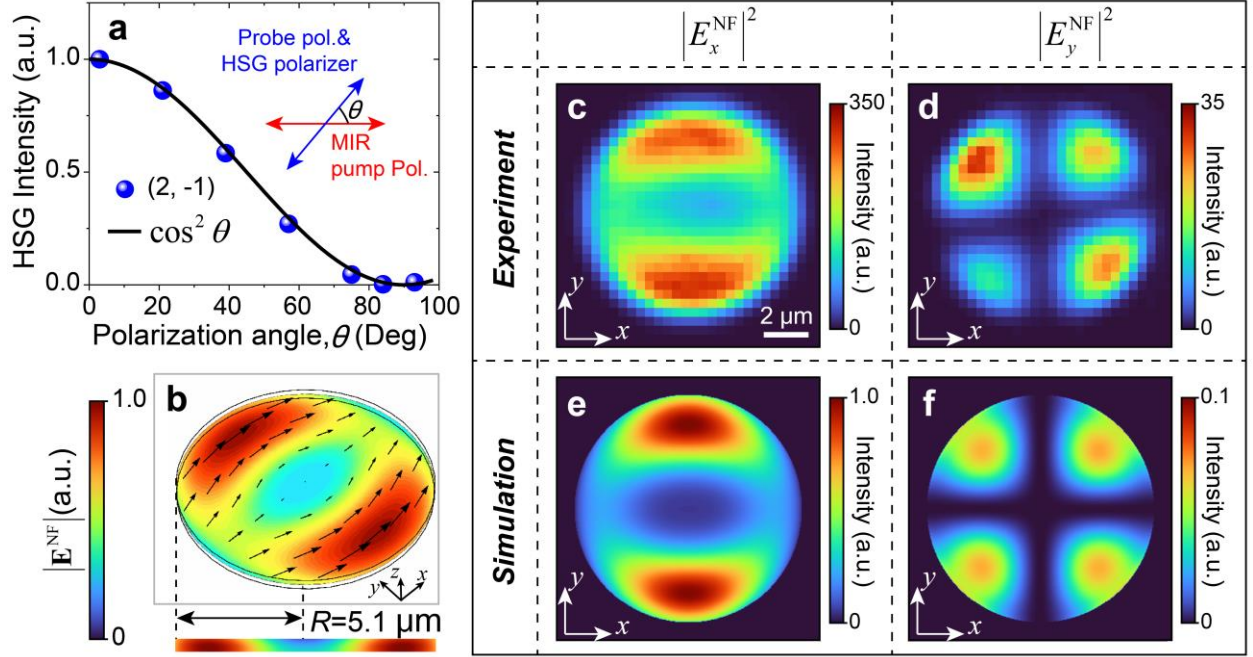 a
HSG Intensity (a.u.)
1.0
0.5
0.0
Probe pol.&
HSG polarizer
θ
MIR
pump Pol.
(2, -1)
cos² θ
0 20 40 60 80 100
Polarization angle,θ (Deg)
b
|E^NF| (a.u.)
1.0
0
z
y x
R=5.1 μm
|E_x^NF|²
|E_y^NF|²
Experiment
c
350
Intensity (a.u.)
0
y
x
2 μm
d
35
Intensity (a.u.)
0
y
x
Simulation
e
1.0
Intensity (a.u.)
0
y
x
f
0.1
Intensity (a.u.)
0
y
x